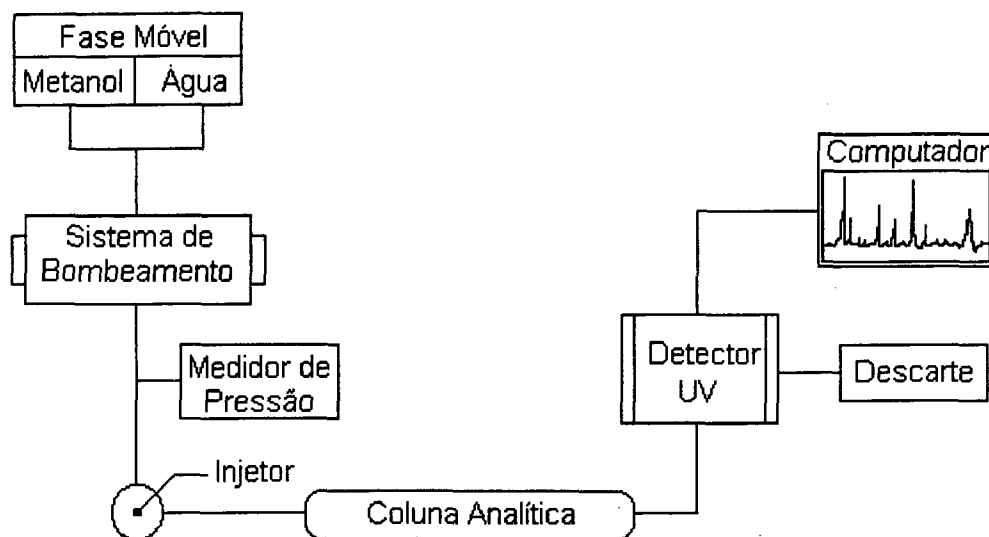 Fase Móvel
Metanol
Água
Computador
Sistema de
Bombeamento
Medidor de
Pressão
Detector
UV
Descarte
Injetor
Coluna Analítica